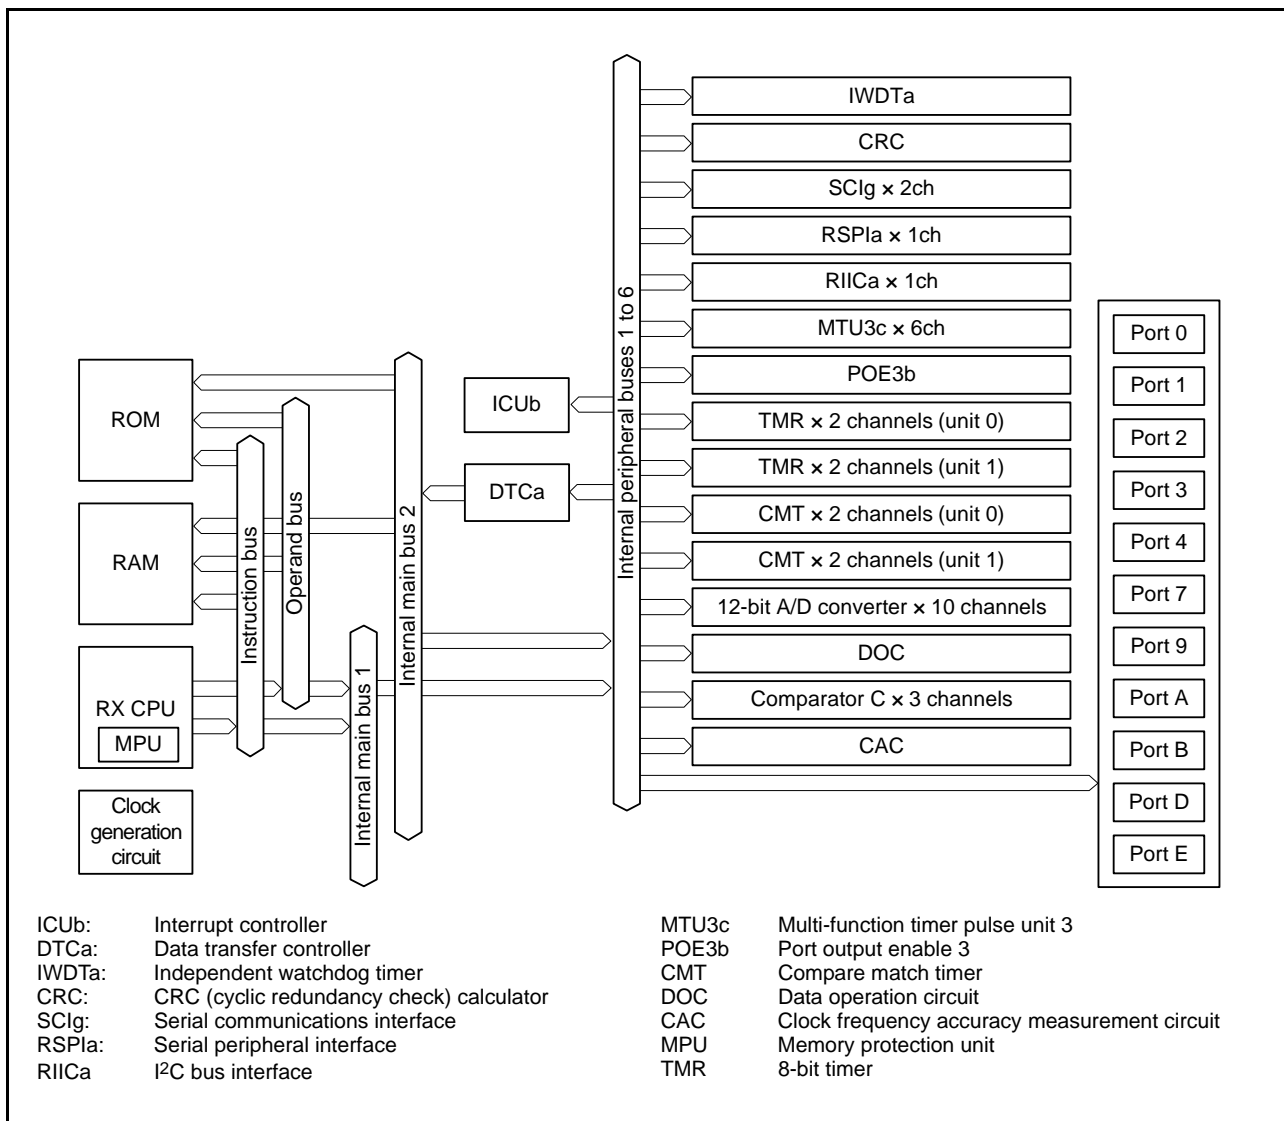 IWDTa
CRC
SCIg × 2ch
RSPIa × 1ch
RIICa × 1ch
MTU3c × 6ch
POE3b
TMR × 2 channels (unit 0)
TMR × 2 channels (unit 1)
CMT × 2 channels (unit 0)
CMT × 2 channels (unit 1)
12-bit A/D converter × 10 channels
DOC
Comparator C × 3 channels
CAC
Internal peripheral buses 1 to 6
Port 0
Port 1
Port 2
Port 3
Port 4
Port 7
Port 9
Port A
Port B
Port D
Port E
ROM
RAM
RX CPU
MPU
Clock
generation
circuit
Instruction bus
Operand bus
Internal main bus 1
Internal main bus 2
ICUb
DTCa
ICUb: Interrupt controller
DTCa: Data transfer controller
IWDTa: Independent watchdog timer
CRC: CRC (cyclic redundancy check) calculator
SCIg: Serial communications interface
RSPIa: Serial peripheral interface
RIICa I2C bus interface
MTU3c Multi-function timer pulse unit 3
POE3b Port output enable 3
CMT Compare match timer
DOC Data operation circuit
CAC Clock frequency accuracy measurement circuit
MPU Memory protection unit
TMR 8-bit timer